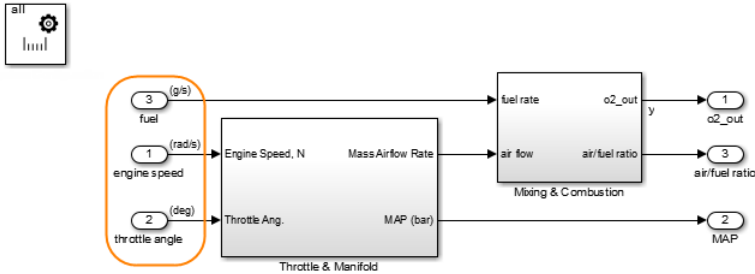 all
3
(g/s)
fuel
1
(rad/s)
engine speed
2
(deg)
throttle angle
Engine Speed, N
Mass Airflow Rate
Throttle Ang.
MAP (bar)
Throttle & Manifold
fuel rate
o2_out
air flow
air/fuel ratio
Mixing & Combustion
y
1
o2_out
3
air/fuel ratio
2
MAP